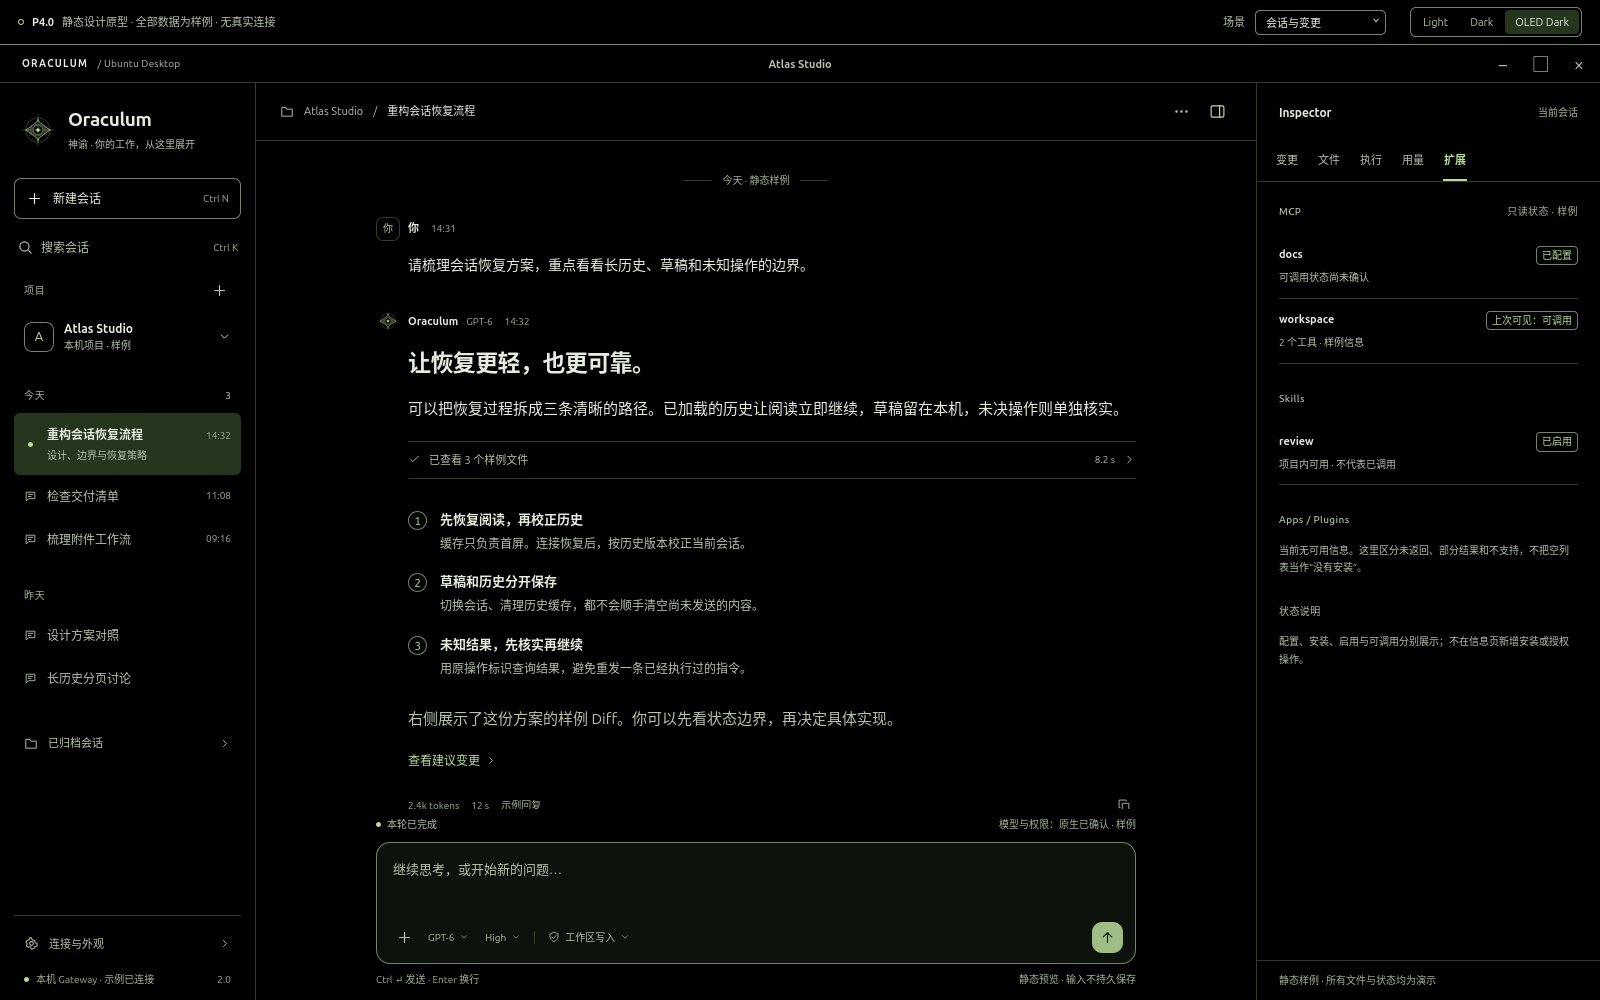 P4.0 静态设计原型 · 全部数据为样例 · 无真实连接
场景 会话与变更 Light Dark OLED Dark
ORACULUM / Ubuntu Desktop
Atlas Studio
Oraculum
神谕 · 你的工作，从这里展开
新建会话 Ctrl N
搜索会话 Ctrl K
项目
A
Atlas Studio
本机项目 · 样例
今天 3
重构会话恢复流程 14:32
设计、边界与恢复策略
检查交付清单 11:08
梳理附件工作流 09:16
昨天
设计方案对照
长历史分页讨论
已归档会话
连接与外观
本机 Gateway · 示例已连接 2.0
Atlas Studio / 重构会话恢复流程
今天 · 静态样例
你 你 14:31
请梳理会话恢复方案，重点看看长历史、草稿和未知操作的边界。
Oraculum GPT-6 14:32
让恢复更轻，也更可靠。
可以把恢复过程拆成三条清晰的路径。已加载的历史让阅读立即继续，草稿留在本机，未决操作则单独核实。
已查看 3 个样例文件 8.2 s
1 先恢复阅读，再校正历史
缓存只负责首屏。连接恢复后，按历史版本校正当前会话。
2 草稿和历史分开保存
切换会话、清理历史缓存，都不会顺手清空尚未发送的内容。
3 未知结果，先核实再继续
用原操作标识查询结果，避免重发一条已经执行过的指令。
右侧展示了这份方案的样例 Diff。你可以先看状态边界，再决定具体实现。
查看建议变更
2.4k tokens 12 s 示例回复
本轮已完成 模型与权限：原生已确认 · 样例
继续思考，或开始新的问题…
GPT-6 High 工作区写入
Ctrl ↵ 发送 · Enter 换行 静态预览 · 输入不持久保存
Inspector 当前会话
变更 文件 执行 用量 扩展
MCP 只读状态 · 样例
docs 已配置
可调用状态尚未确认
workspace 上次可见：可调用
2 个工具 · 样例信息
Skills
review 已启用
项目内可用 · 不代表已调用
Apps / Plugins
当前无可用信息。这里区分未返回、部分结果和不支持，不把空列
表当作“没有安装”。
状态说明
配置、安装、启用与可调用分别展示；不在信息页新增安装或授权
操作。
静态样例 · 所有文件与状态均为演示